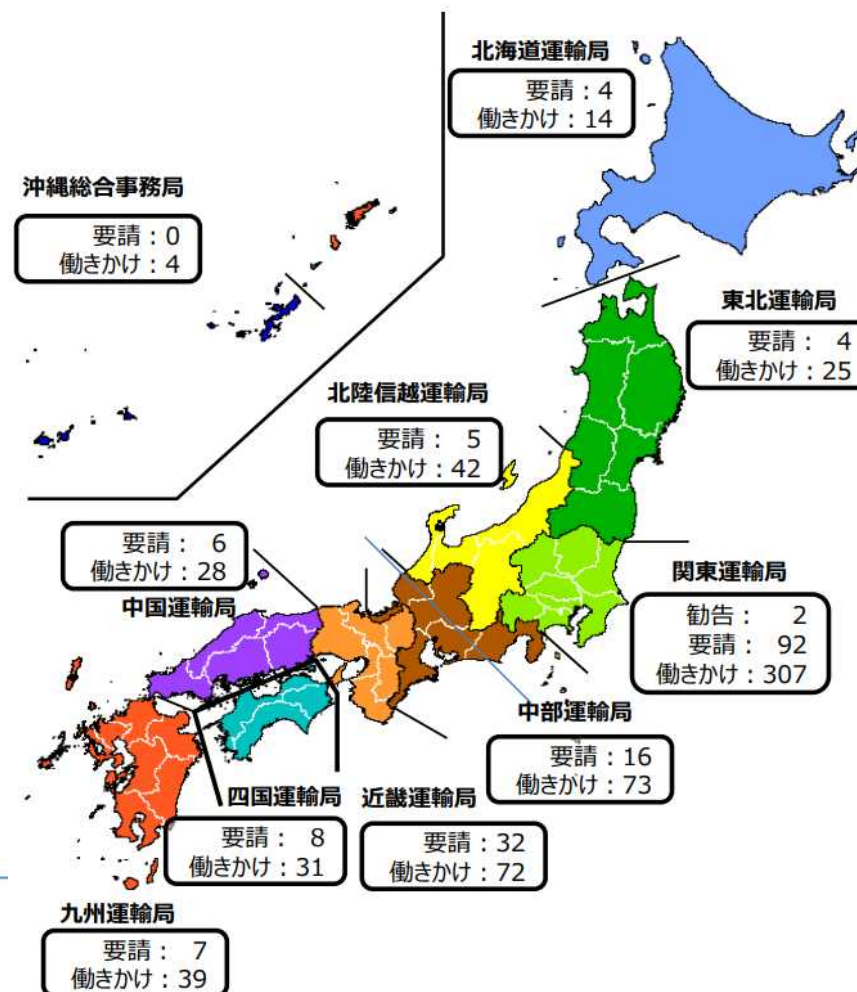 北海道運輸局
要請：4
働きかけ：14
沖縄総合事務局
要請：0
働きかけ：4
東北運輸局
要請： 4
働きかけ：25
北陸信越運輸局
要請： 5
働きかけ：42
要請： 6
働きかけ：28
中国運輸局
関東運輸局
勧告： 2
要請： 92
働きかけ：307
中部運輸局
要請：16
働きがけ：73
四国運輸局
要請： 8
働きかけ：31
近畿運輸局
要請：32
働きかけ：72
九州運輸局
要請： 7
働きかけ：39